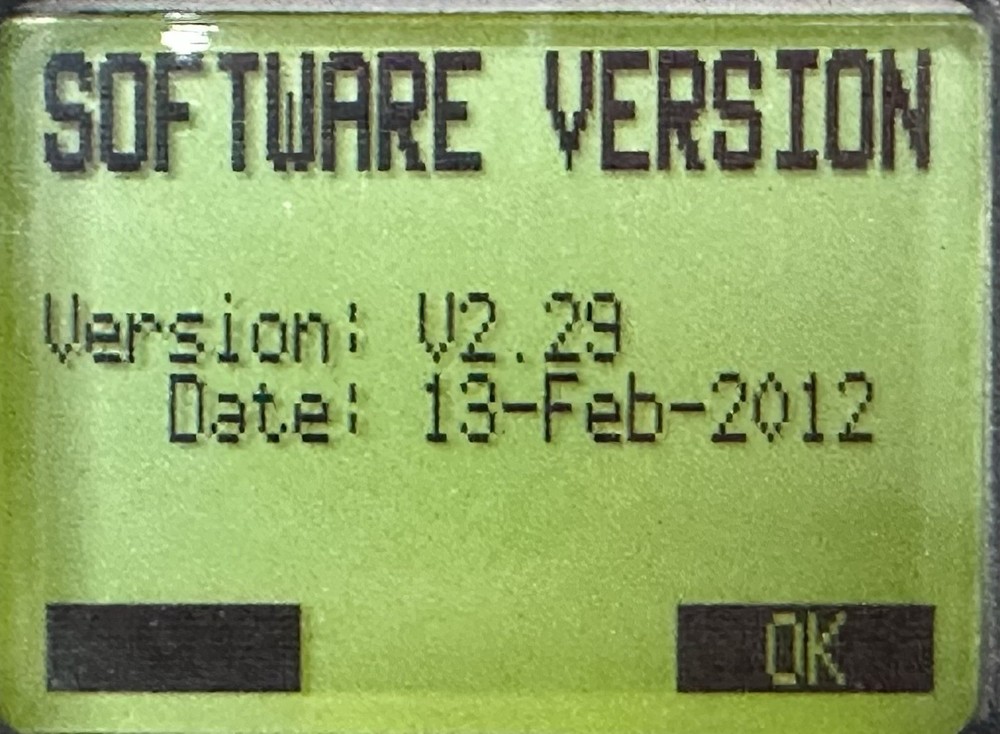 SOFTWARE VERSION
Version: V2.29
Date: 13-Feb-2012
OK